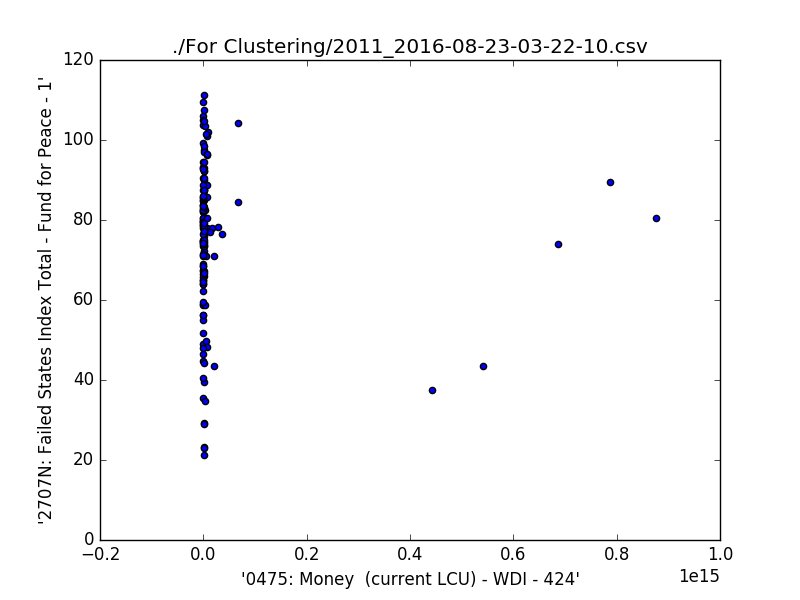 ./For Clustering/2011_2016-08-23-03-22-10.csv
'2707N: Failed States Index Total - Fund for Peace - 1'
120
100
80
60
40
20
0
−0.2 0.0 0.2 0.4 0.6 0.8 1.0
1e15
'0475: Money  (current LCU) - WDI - 424'